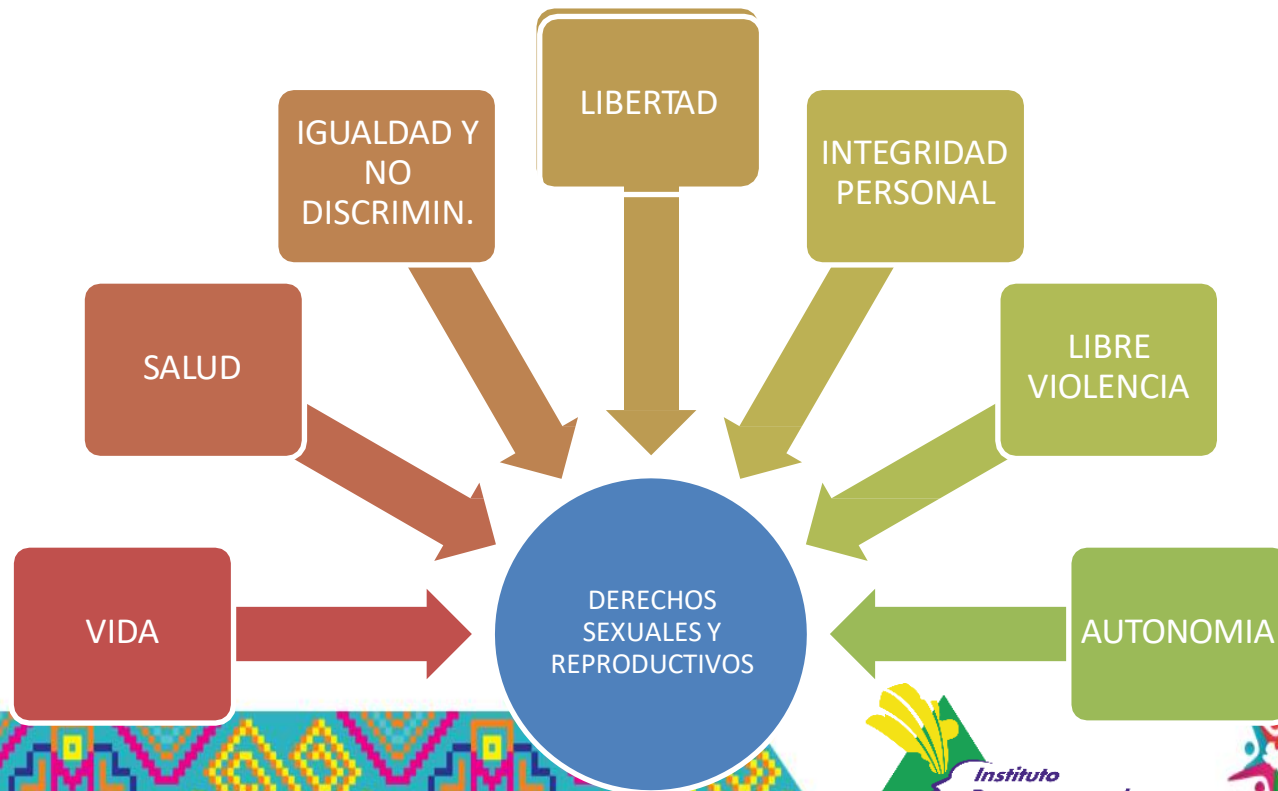 LIBERTAD
IGUALDAD Y
NO
DISCRIMIN.
INTEGRIDAD
PERSONAL
SALUD
LIBRE
VIOLENCIA
VIDA
DERECHOS
SEXUALES Y
REPRODUCTIVOS
AUTONOMIA
Instituto